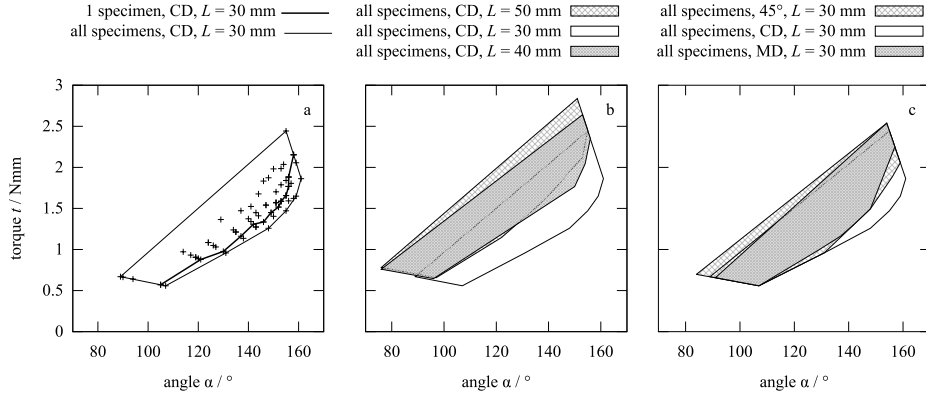 1 specimen, CD, L = 30 mm
all specimens, CD, L = 30 mm
all specimens, CD, L = 50 mm
all specimens, CD, L = 30 mm
all specimens, CD, L = 40 mm
all specimens, 45°, L = 30 mm
all specimens, CD, L = 30 mm
all specimens, MD, L = 30 mm
torque t / Nmm
3
2.5
2
1.5
1
0.5
0
a
b
c
80 100 120 140 160
80 100 120 140 160
80 100 120 140 160
angle α / °
angle α / °
angle α / °